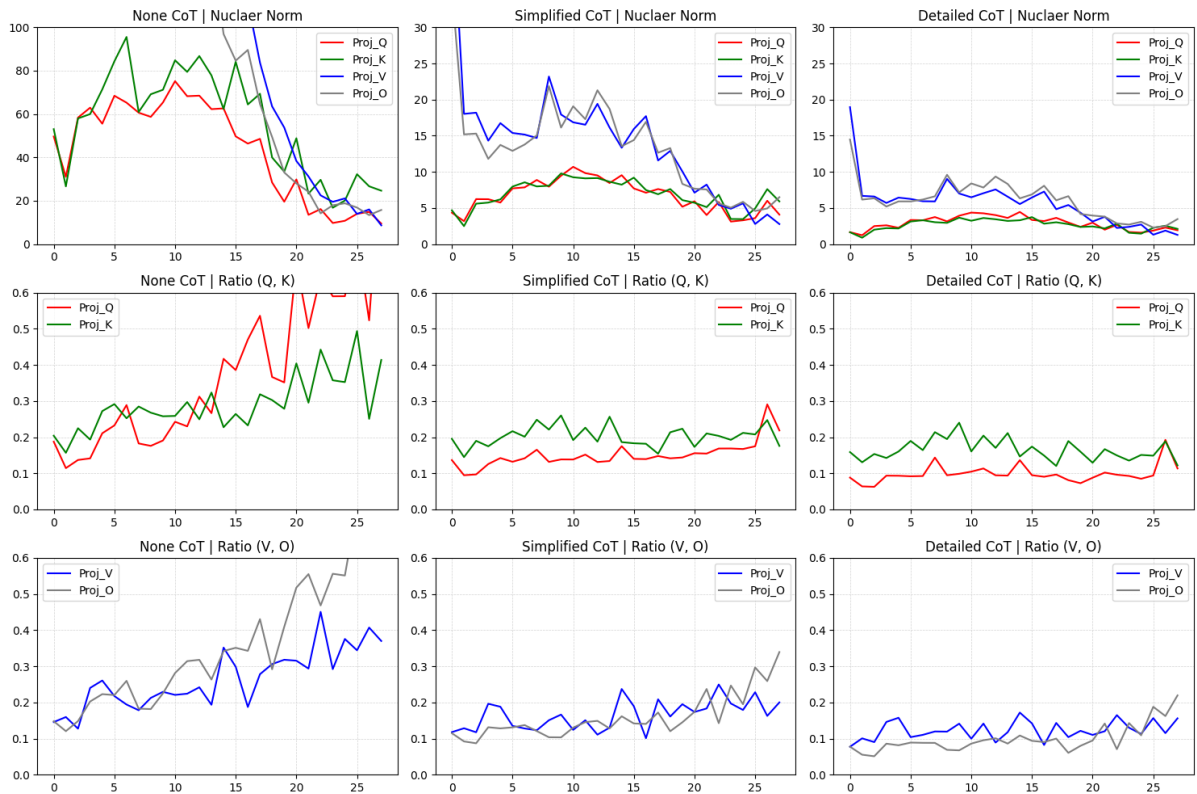 None CoT | Nuclaer Norm
100
80
60
40
20
0
0 5 10 15 20 25
Proj_Q
Proj_K
Proj_V
Proj_O
Simplified CoT | Nuclaer Norm
30
25
20
15
10
5
0
0 5 10 15 20 25
Proj_Q
Proj_K
Proj_V
Proj_O
Detailed CoT | Nuclaer Norm
30
25
20
15
10
5
0
0 5 10 15 20 25
Proj_Q
Proj_K
Proj_V
Proj_O
None CoT | Ratio (Q, K)
0.6
0.5
0.4
0.3
0.2
0.1
0.0
0 5 10 15 20 25
Proj_Q
Proj_K
Simplified CoT | Ratio (Q, K)
0.6
0.5
0.4
0.3
0.2
0.1
0.0
0 5 10 15 20 25
Proj_Q
Proj_K
Detailed CoT | Ratio (Q, K)
0.6
0.5
0.4
0.3
0.2
0.1
0.0
0 5 10 15 20 25
Proj_Q
Proj_K
None CoT | Ratio (V, O)
0.6
0.5
0.4
0.3
0.2
0.1
0.0
0 5 10 15 20 25
Proj_V
Proj_O
Simplified CoT | Ratio (V, O)
0.6
0.5
0.4
0.3
0.2
0.1
0.0
0 5 10 15 20 25
Proj_V
Proj_O
Detailed CoT | Ratio (V, O)
0.6
0.5
0.4
0.3
0.2
0.1
0.0
0 5 10 15 20 25
Proj_V
Proj_O